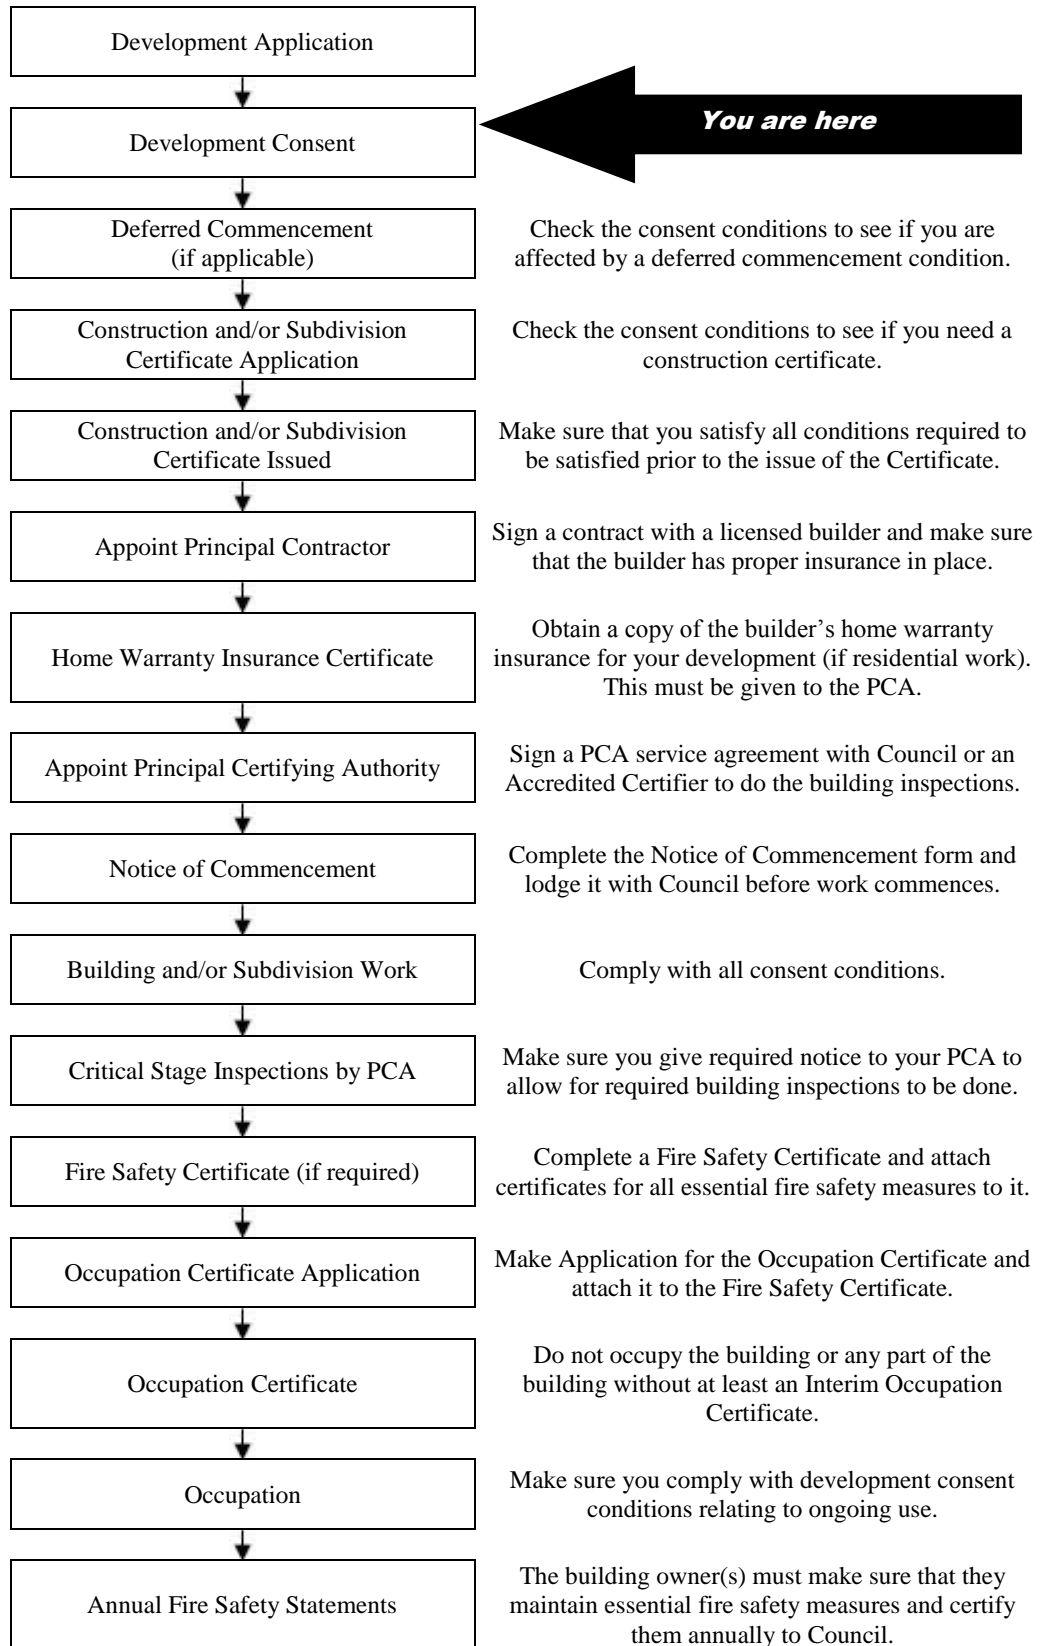 Development Application
Development Consent
You are here
Deferred Commencement
(if applicable)
Check the consent conditions to see if you are
affected by a deferred commencement condition.
Construction and/or Subdivision
Certificate Application
Check the consent conditions to see if you need a
construction certificate.
Construction and/or Subdivision
Certificate Issued
Make sure that you satisfy all conditions required to
be satisfied prior to the issue of the Certificate.
Appoint Principal Contractor
Sign a contract with a licensed builder and make sure
that the builder has proper insurance in place.
Home Warranty Insurance Certificate
Obtain a copy of the builder’s home warranty
insurance for your development (if residential work).
This must be given to the PCA.
Appoint Principal Certifying Authority
Sign a PCA service agreement with Council or an
Accredited Certifier to do the building inspections.
Notice of Commencement
Complete the Notice of Commencement form and
lodge it with Council before work commences.
Building and/or Subdivision Work
Comply with all consent conditions.
Critical Stage Inspections by PCA
Make sure you give required notice to your PCA to
allow for required building inspections to be done.
Fire Safety Certificate (if required)
Complete a Fire Safety Certificate and attach
certificates for all essential fire safety measures to it.
Occupation Certificate Application
Make Application for the Occupation Certificate and
attach it to the Fire Safety Certificate.
Occupation Certificate
Do not occupy the building or any part of the
building without at least an Interim Occupation
Certificate.
Occupation
Make sure you comply with development consent
conditions relating to ongoing use.
Annual Fire Safety Statements
The building owner(s) must make sure that they
maintain essential fire safety measures and certify
them annually to Council.